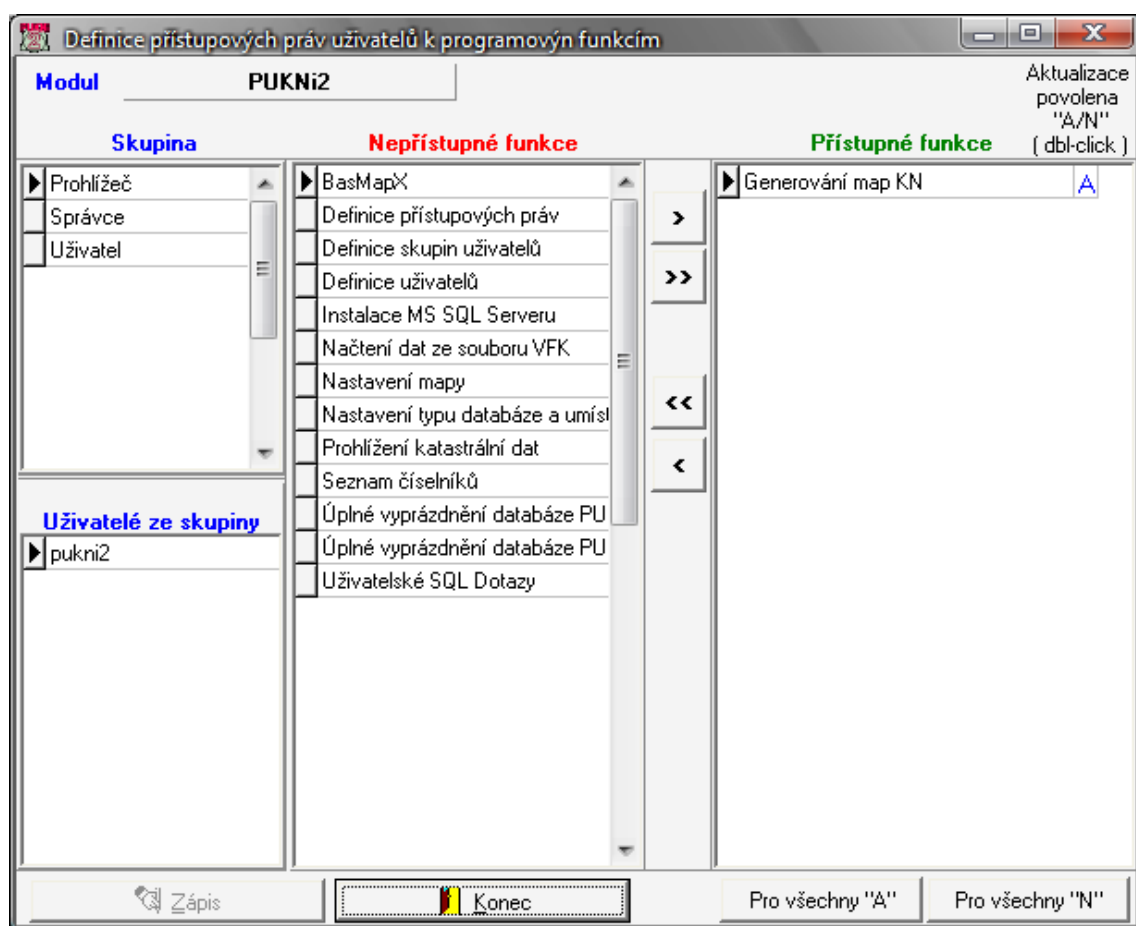 Definice přístupových práv uživatelů k programovýn funkcím
Modul PUKNi2
Aktualizace
povolena
"A/N"
( dbl-click )
Skupina
Nepřístupné funkce
Přístupné funkce
Prohlížeč
Správce
Uživatel
Uživatelé ze skupiny
pukni2
BasMapX
Definice přístupových práv
Definice skupin uživatelů
Definice uživatelů
Instalace MS SQL Serveru
Načtení dat ze souboru VFK
Nastavení mapy
Nastavení typu databáze a umís
Prohlížení katastrální dat
Seznam číselníků
Úplné vyprázdnění databáze PU
Úplné vyprázdnění databáze PU
Uživatelské SQL Dotazy
>
>>
<<
<
Generování map KN A
Zápis
Konec
Pro všechny "A"
Pro všechny "N"